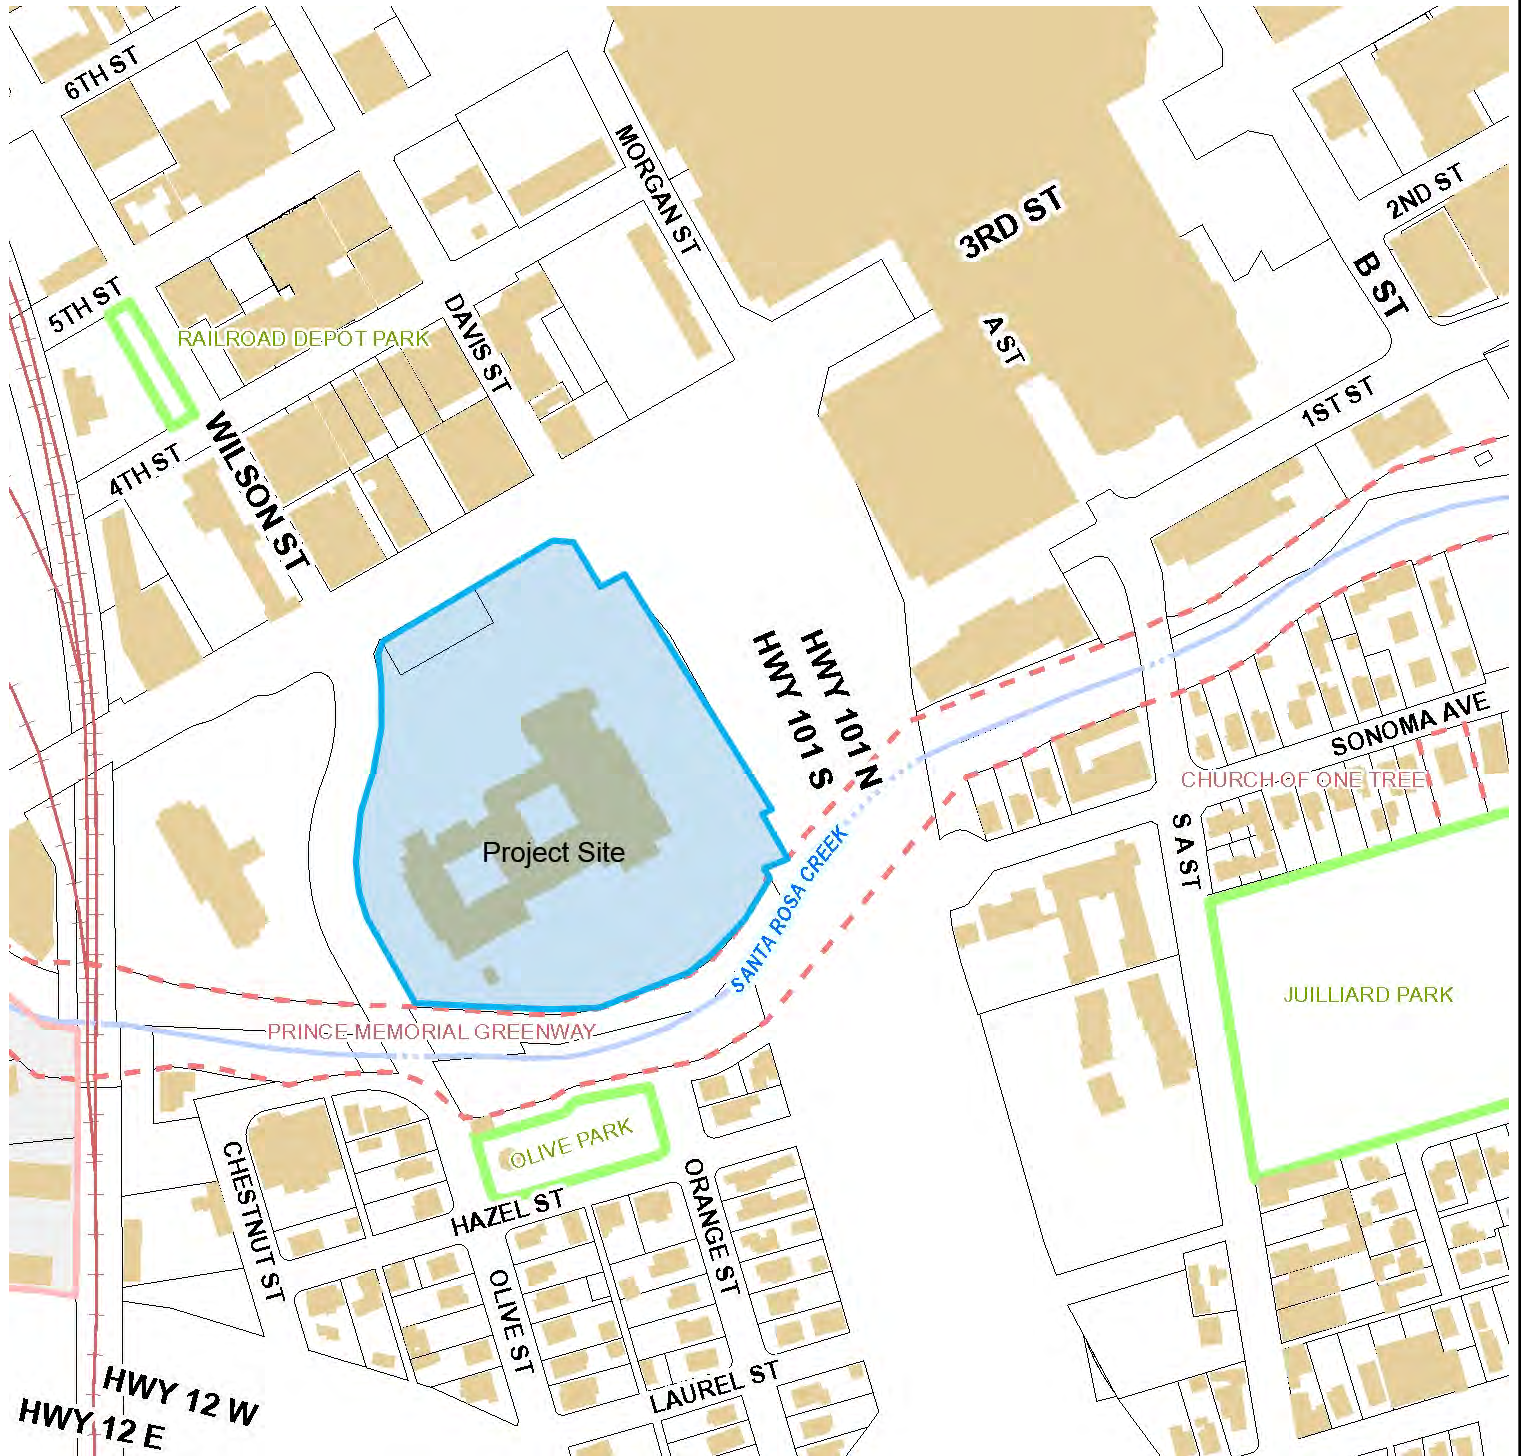 6TH ST
MORGAN ST
3RD ST
2ND ST
B ST
5TH ST
RAILROAD DEPOT PARK
DAVIS ST
A ST
1ST ST
4TH ST
WILSON ST
HWY 101 S
HWY 101 N
SONOMA AVE
CHURCH OF ONE TREE
Project Site
SANTA ROSA CREEK
S A ST
JUILLIARD PARK
PRINCE MEMORIAL GREENWAY
OLIVE PARK
CHESTNUT ST
HAZEL ST
ORANGE ST
OLIVE ST
LAUREL ST
HWY 12 W
HWY 12 E